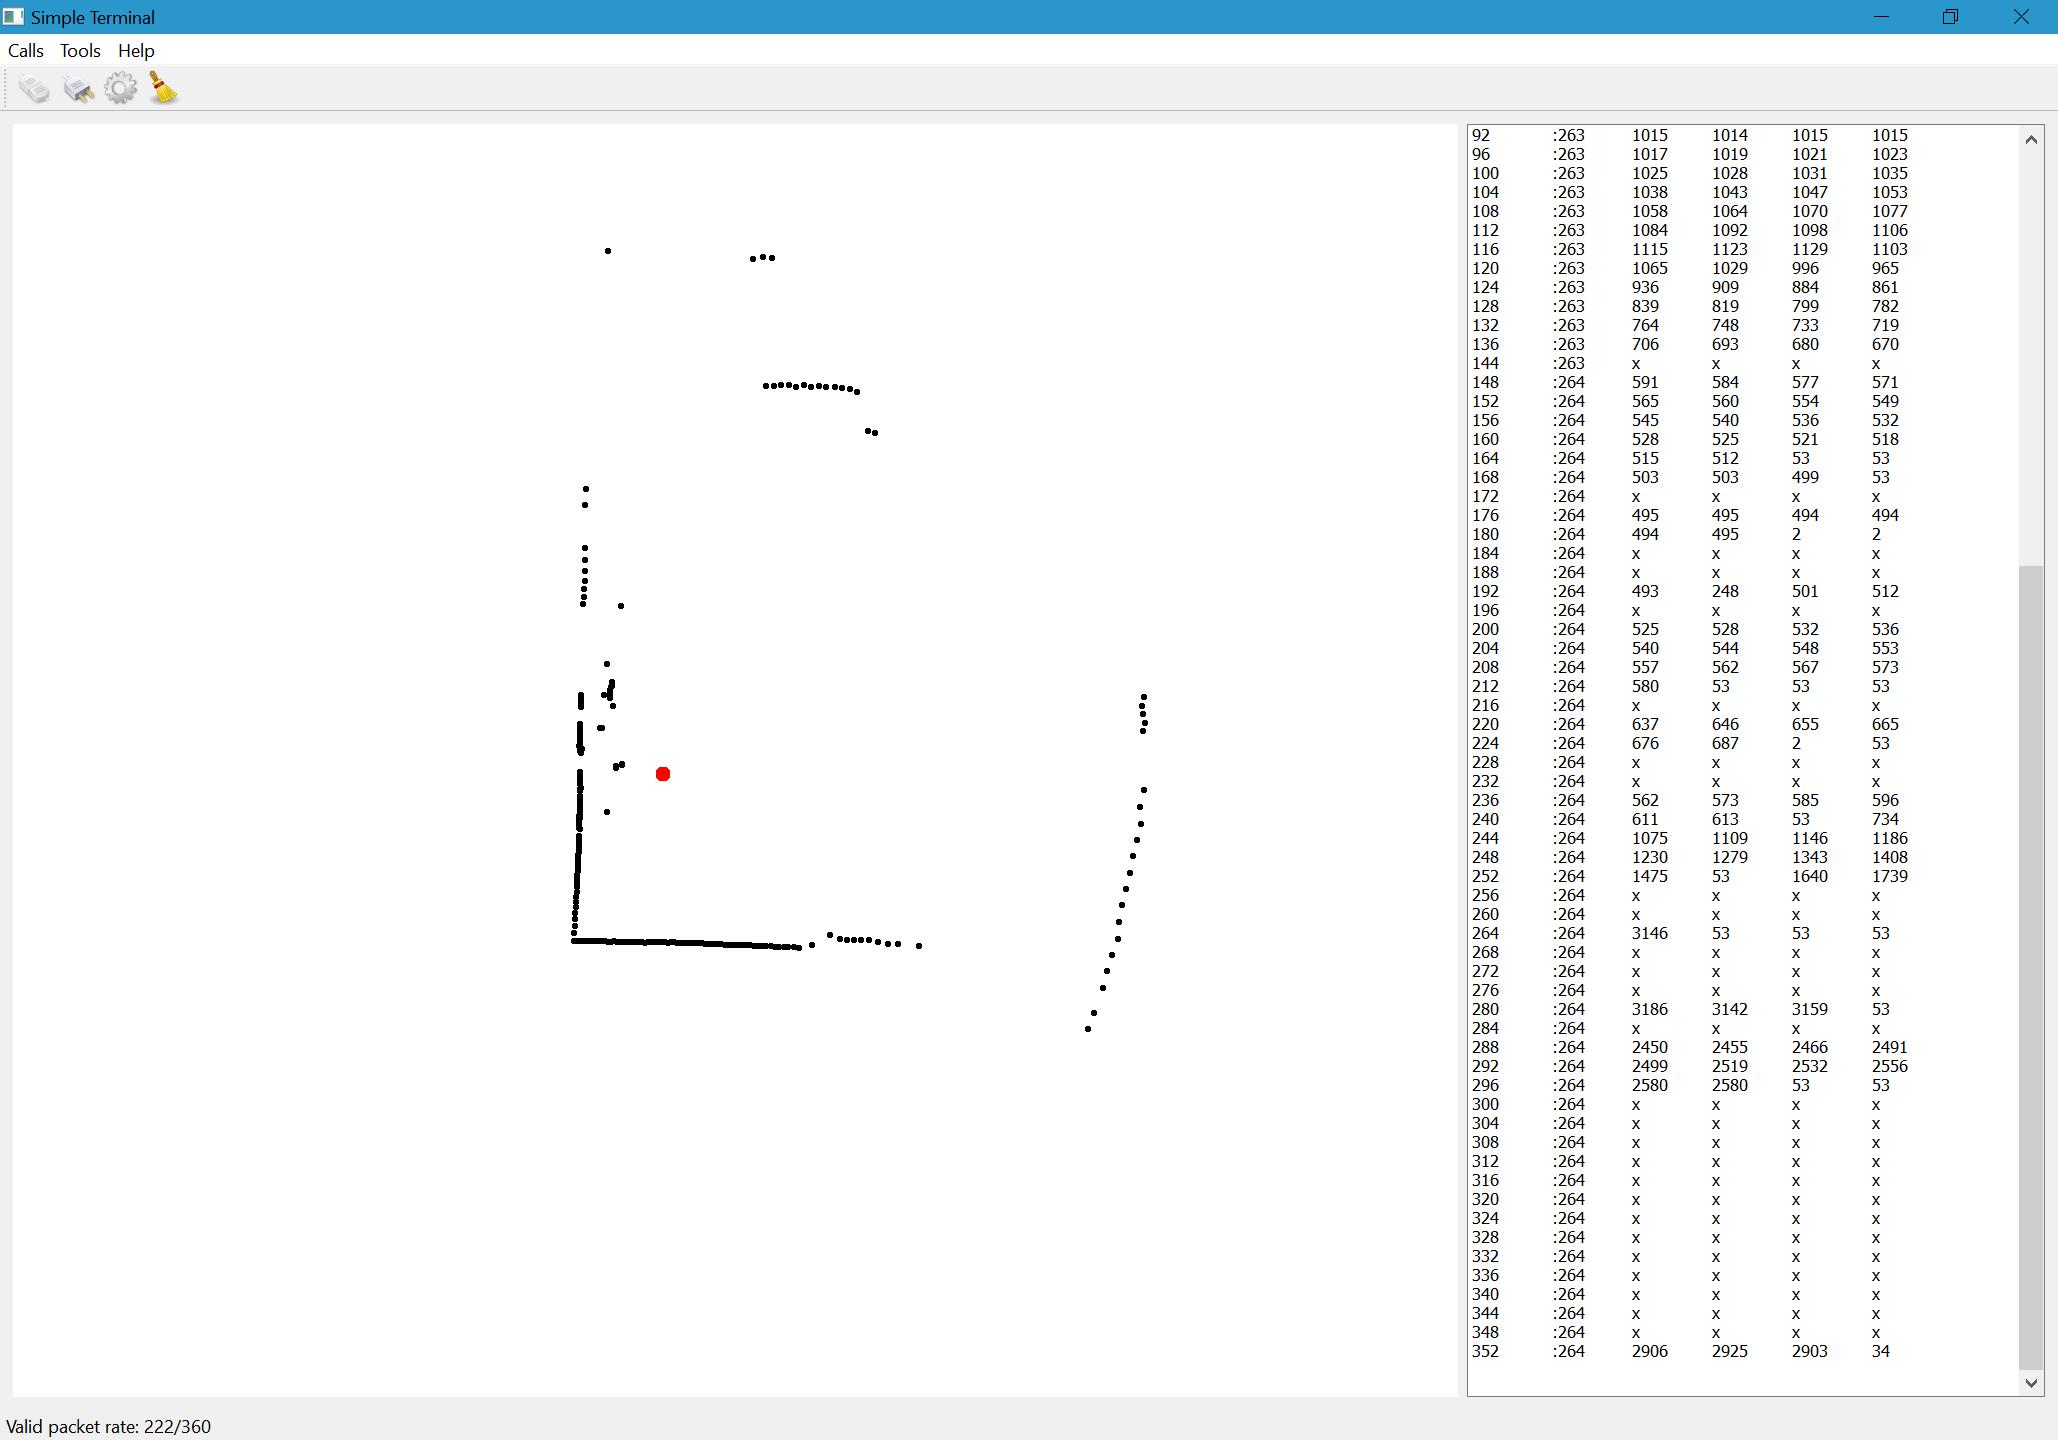 Simple Terminal
Calls Tools Help
92 :263 1015 1014 1015 1015
96 :263 1017 1019 1021 1023
100 :263 1025 1028 1031 1035
104 :263 1038 1043 1047 1053
108 :263 1058 1064 1070 1077
112 :263 1084 1092 1098 1106
116 :263 1115 1123 1129 1103
120 :263 1065 1029 996 965
124 :263 936 909 884 861
128 :263 839 819 799 782
132 :263 764 748 733 719
136 :263 706 693 680 670
144 :263 x x x x
148 :264 591 584 577 571
152 :264 565 560 554 549
156 :264 545 540 536 532
160 :264 528 525 521 518
164 :264 515 512 53 53
168 :264 503 503 499 53
172 :264 x x x x
176 :264 495 495 494 494
180 :264 494 495 2 2
184 :264 x x x x
188 :264 x x x x
192 :264 493 248 501 512
196 :264 x x x x
200 :264 525 528 532 536
204 :264 540 544 548 553
208 :264 557 562 567 573
212 :264 580 53 53 53
216 :264 x x x x
220 :264 637 646 655 665
224 :264 676 687 2 53
228 :264 x x x x
232 :264 x x x x
236 :264 562 573 585 596
240 :264 611 613 53 734
244 :264 1075 1109 1146 1186
248 :264 1230 1279 1343 1408
252 :264 1475 53 1640 1739
256 :264 x x x x
260 :264 x x x x
264 :264 3146 53 53 53
268 :264 x x x x
272 :264 x x x x
276 :264 x x x x
280 :264 3186 3142 3159 53
284 :264 x x x x
288 :264 2450 2455 2466 2491
292 :264 2499 2519 2532 2556
296 :264 2580 2580 53 53
300 :264 x x x x
304 :264 x x x x
308 :264 x x x x
312 :264 x x x x
316 :264 x x x x
320 :264 x x x x
324 :264 x x x x
328 :264 x x x x
332 :264 x x x x
336 :264 x x x x
340 :264 x x x x
344 :264 x x x x
348 :264 x x x x
352 :264 2906 2925 2903 34
Valid packet rate: 222/360